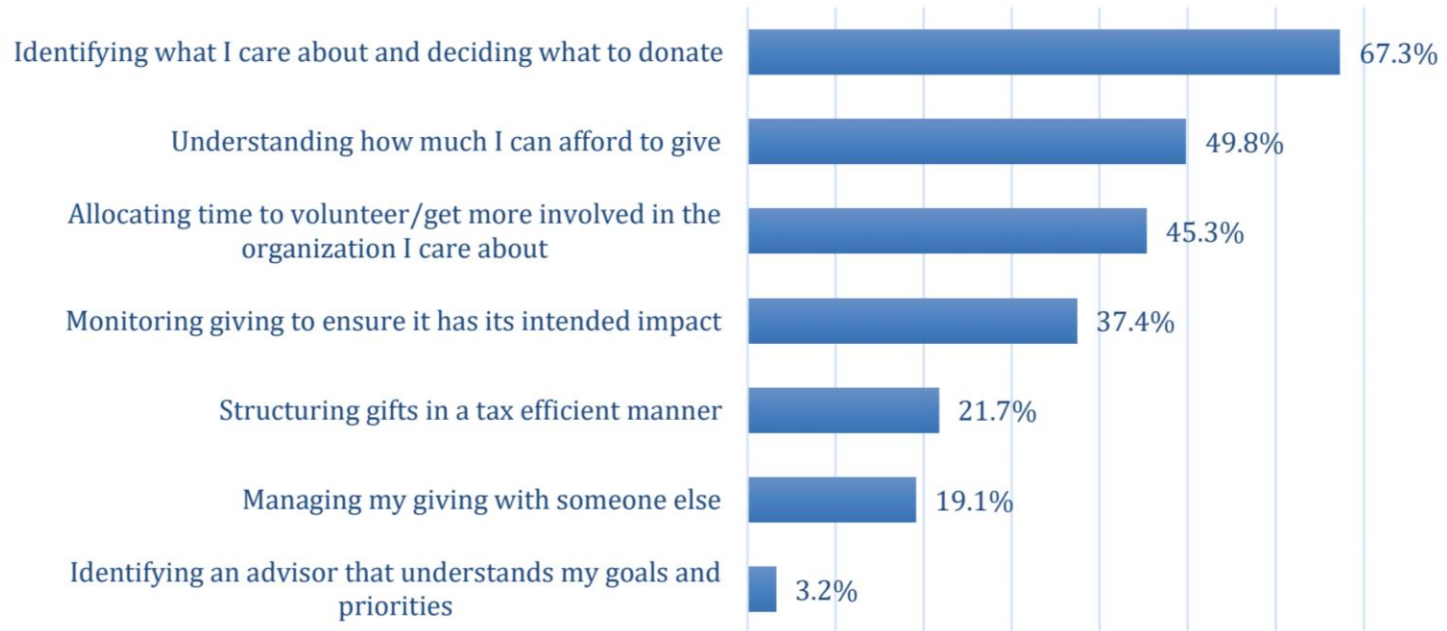 Identifying what I care about and deciding what to donate
67.3%
Understanding how much I can afford to give
49.8%
Allocating time to volunteer/get more involved in the
organization I care about
45.3%
Monitoring giving to ensure it has its intended impact
37.4%
Structuring gifts in a tax efficient manner
21.7%
Managing my giving with someone else
19.1%
Identifying an advisor that understands my goals and
priorities
3.2%